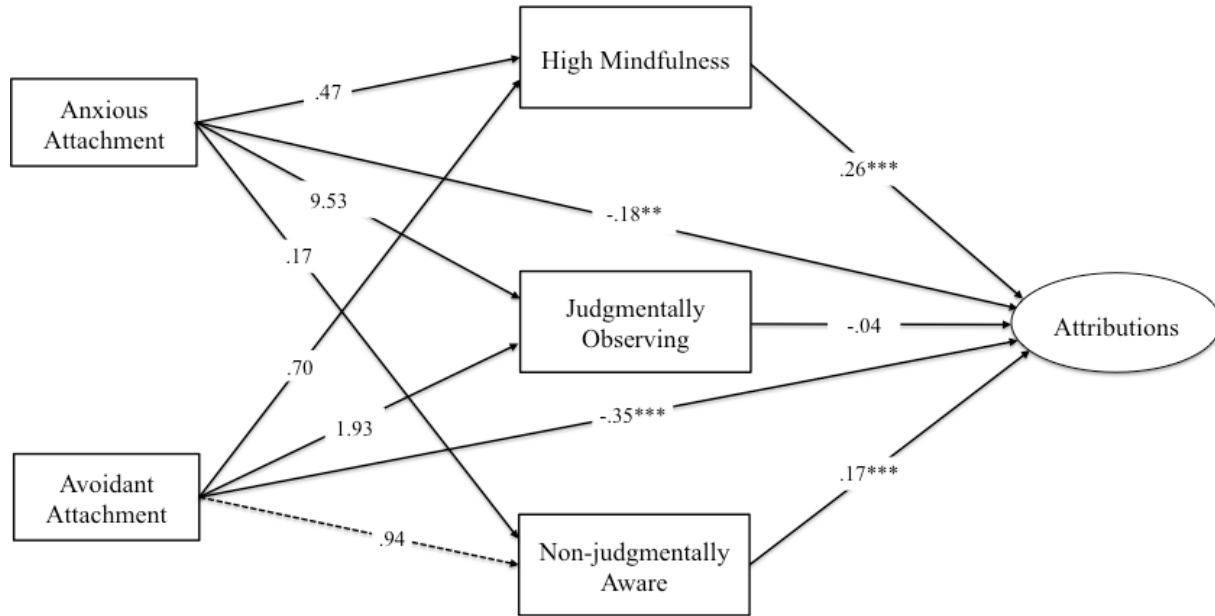 High Mindfulness
Anxious
Attachment
.47
.26***
9.53
-.18**
.17
Judgmentally
Observing
-.04
Attributions
.70
1.93
-.35***
Avoidant
Attachment
.17***
.94
Non-judgmentally
Aware